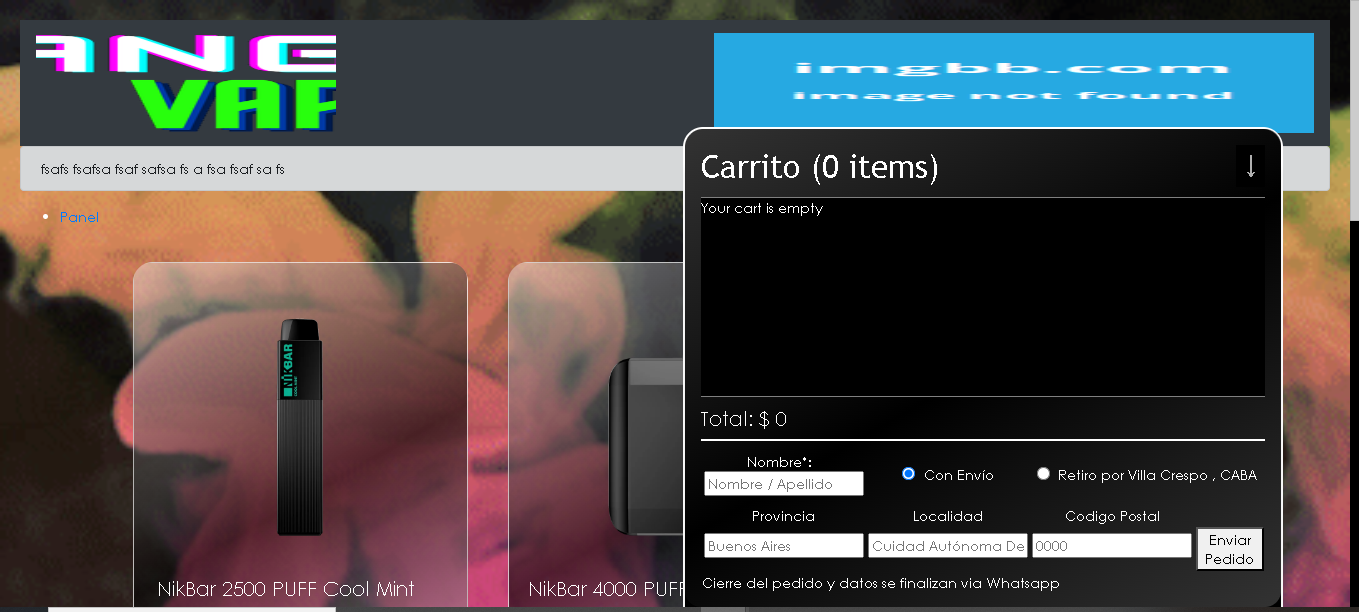 ANG
VAP
imgbb.com
image not found
fsafs fsafsa fsaf safsa fs a fsa fsaf sa fs
Panel
NIKBAR
COOL MINT
NikBar 2500 PUFF Cool Mint
NikBar 4000 PUFF
Carrito (0 items)
↓
Your cart is empty
Total: $ 0
Nombre*:
Nombre / Apellido
Con Envío
Retiro por Villa Crespo , CABA
Provincia
Localidad
Codigo Postal
Buenos Aires
Cuidad Autónoma De
0000
Enviar
Pedido
Cierre del pedido y datos se finalizan via Whatsapp